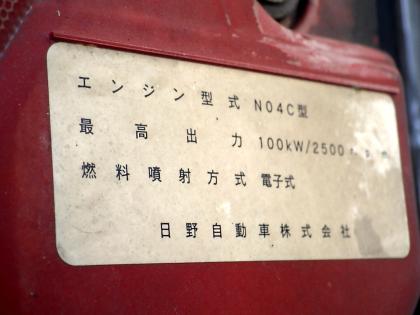 エンジン型式 N04C型
最高出力 100kW/2500
燃料噴射方式 電子式
日野自動車株式会社